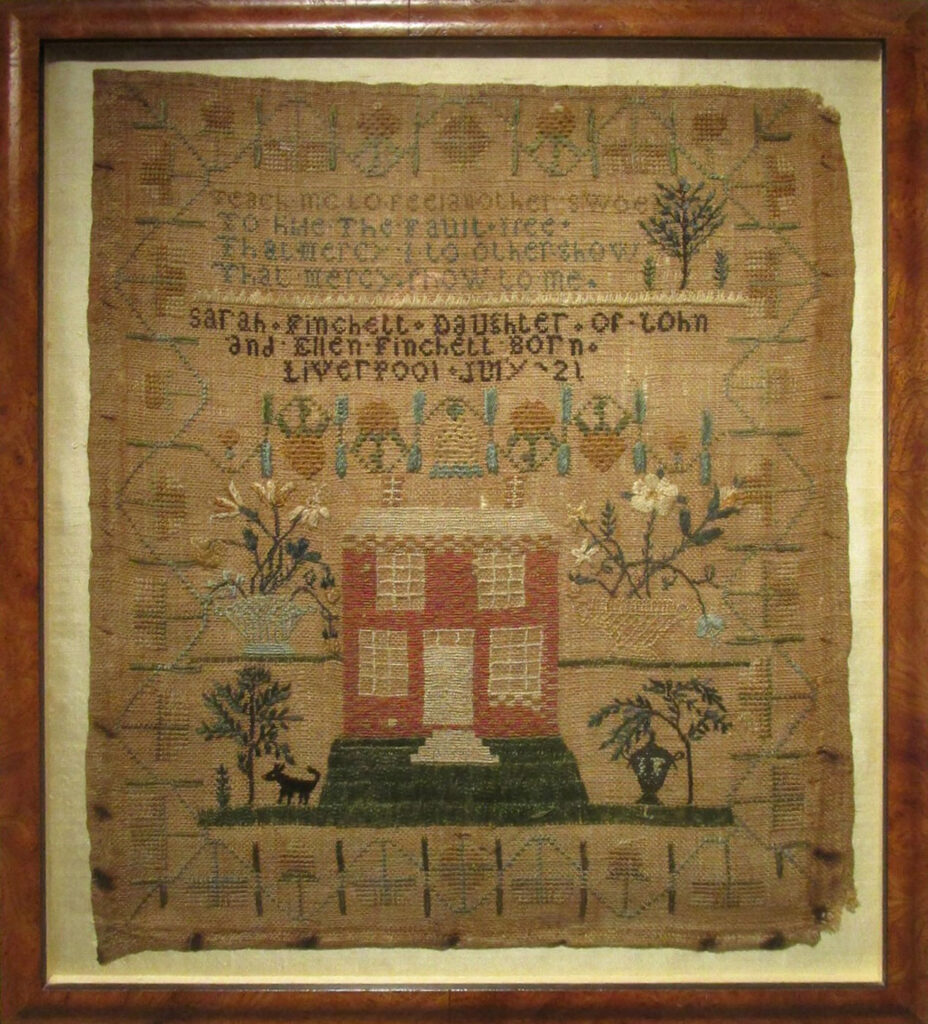 Teach me to feel another's woe
To hide The Fault I see.
That mercy I to others show
That mercy show to me.
Sarah. Finchett. Daughter. Of. John
and. Ellen. Finchett Born.
Liverpool. July 21